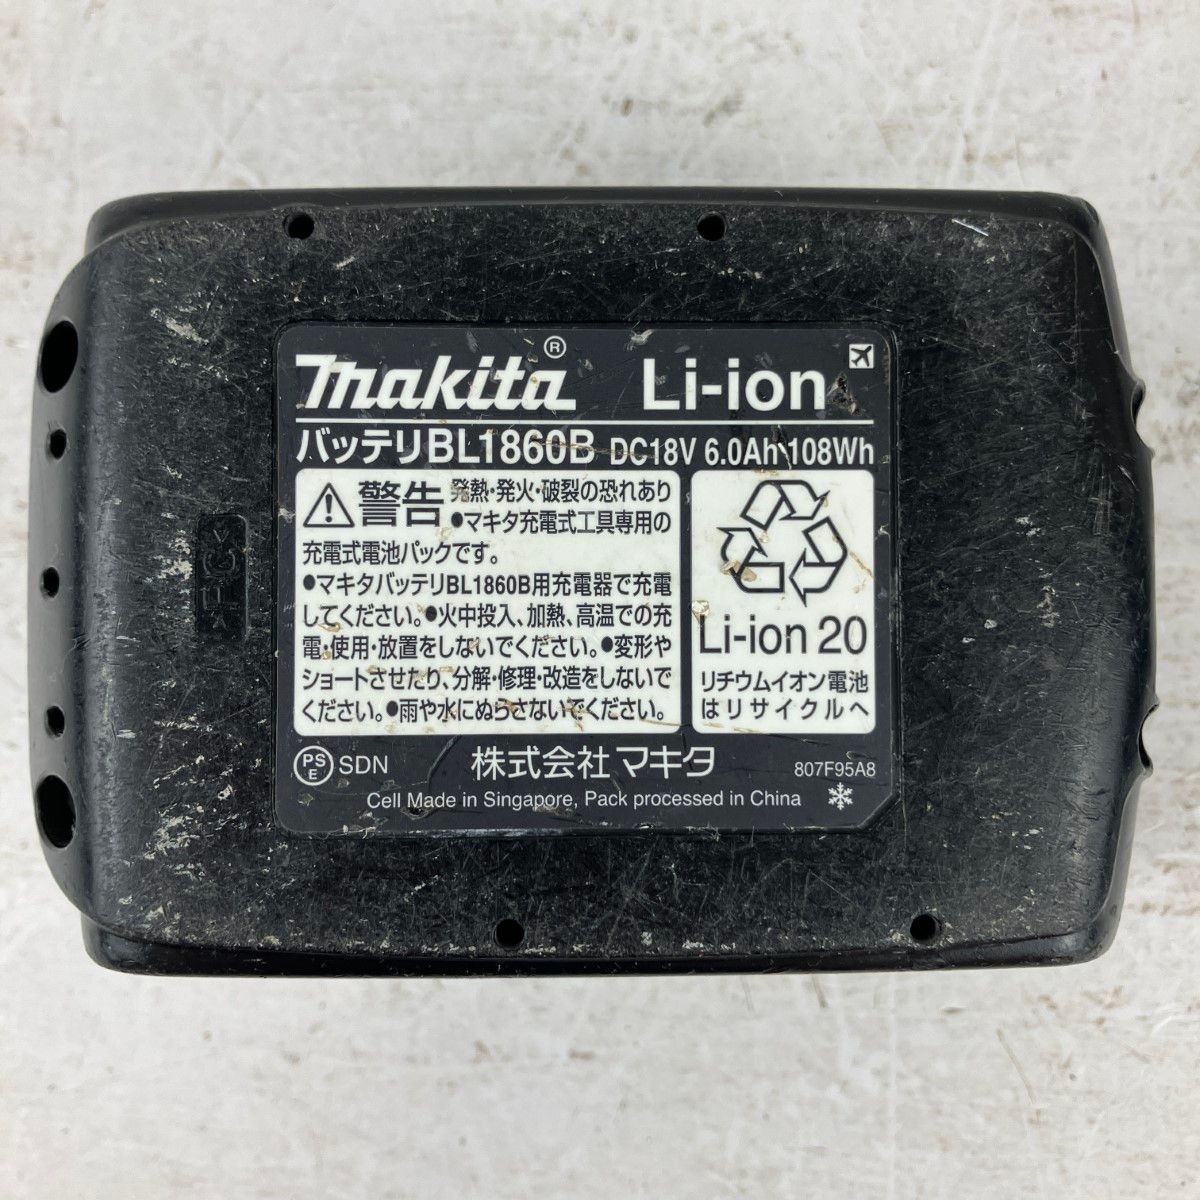 makita® Li-ion
バッテリBL1860B DC18V 6.0Ah 108Wh
⚠警告 発熱・発火・破裂の恐れあり
●マキタ充電式工具専用の
充電式電池パックです。
●マキタバッテリBL1860B用充電器で充電
してください。●火中投入、加熱、高温での充
電・使用・放置をしないでください。●変形や
ショートさせたり、分解・修理・改造をしないで
ください。●雨や水にぬらさないでください。
Li-ion 20
リチウムイオン電池
はリサイクルへ
PSE SDN 株式会社マキタ 807F95A8
Cell Made in Singapore, Pack processed in China